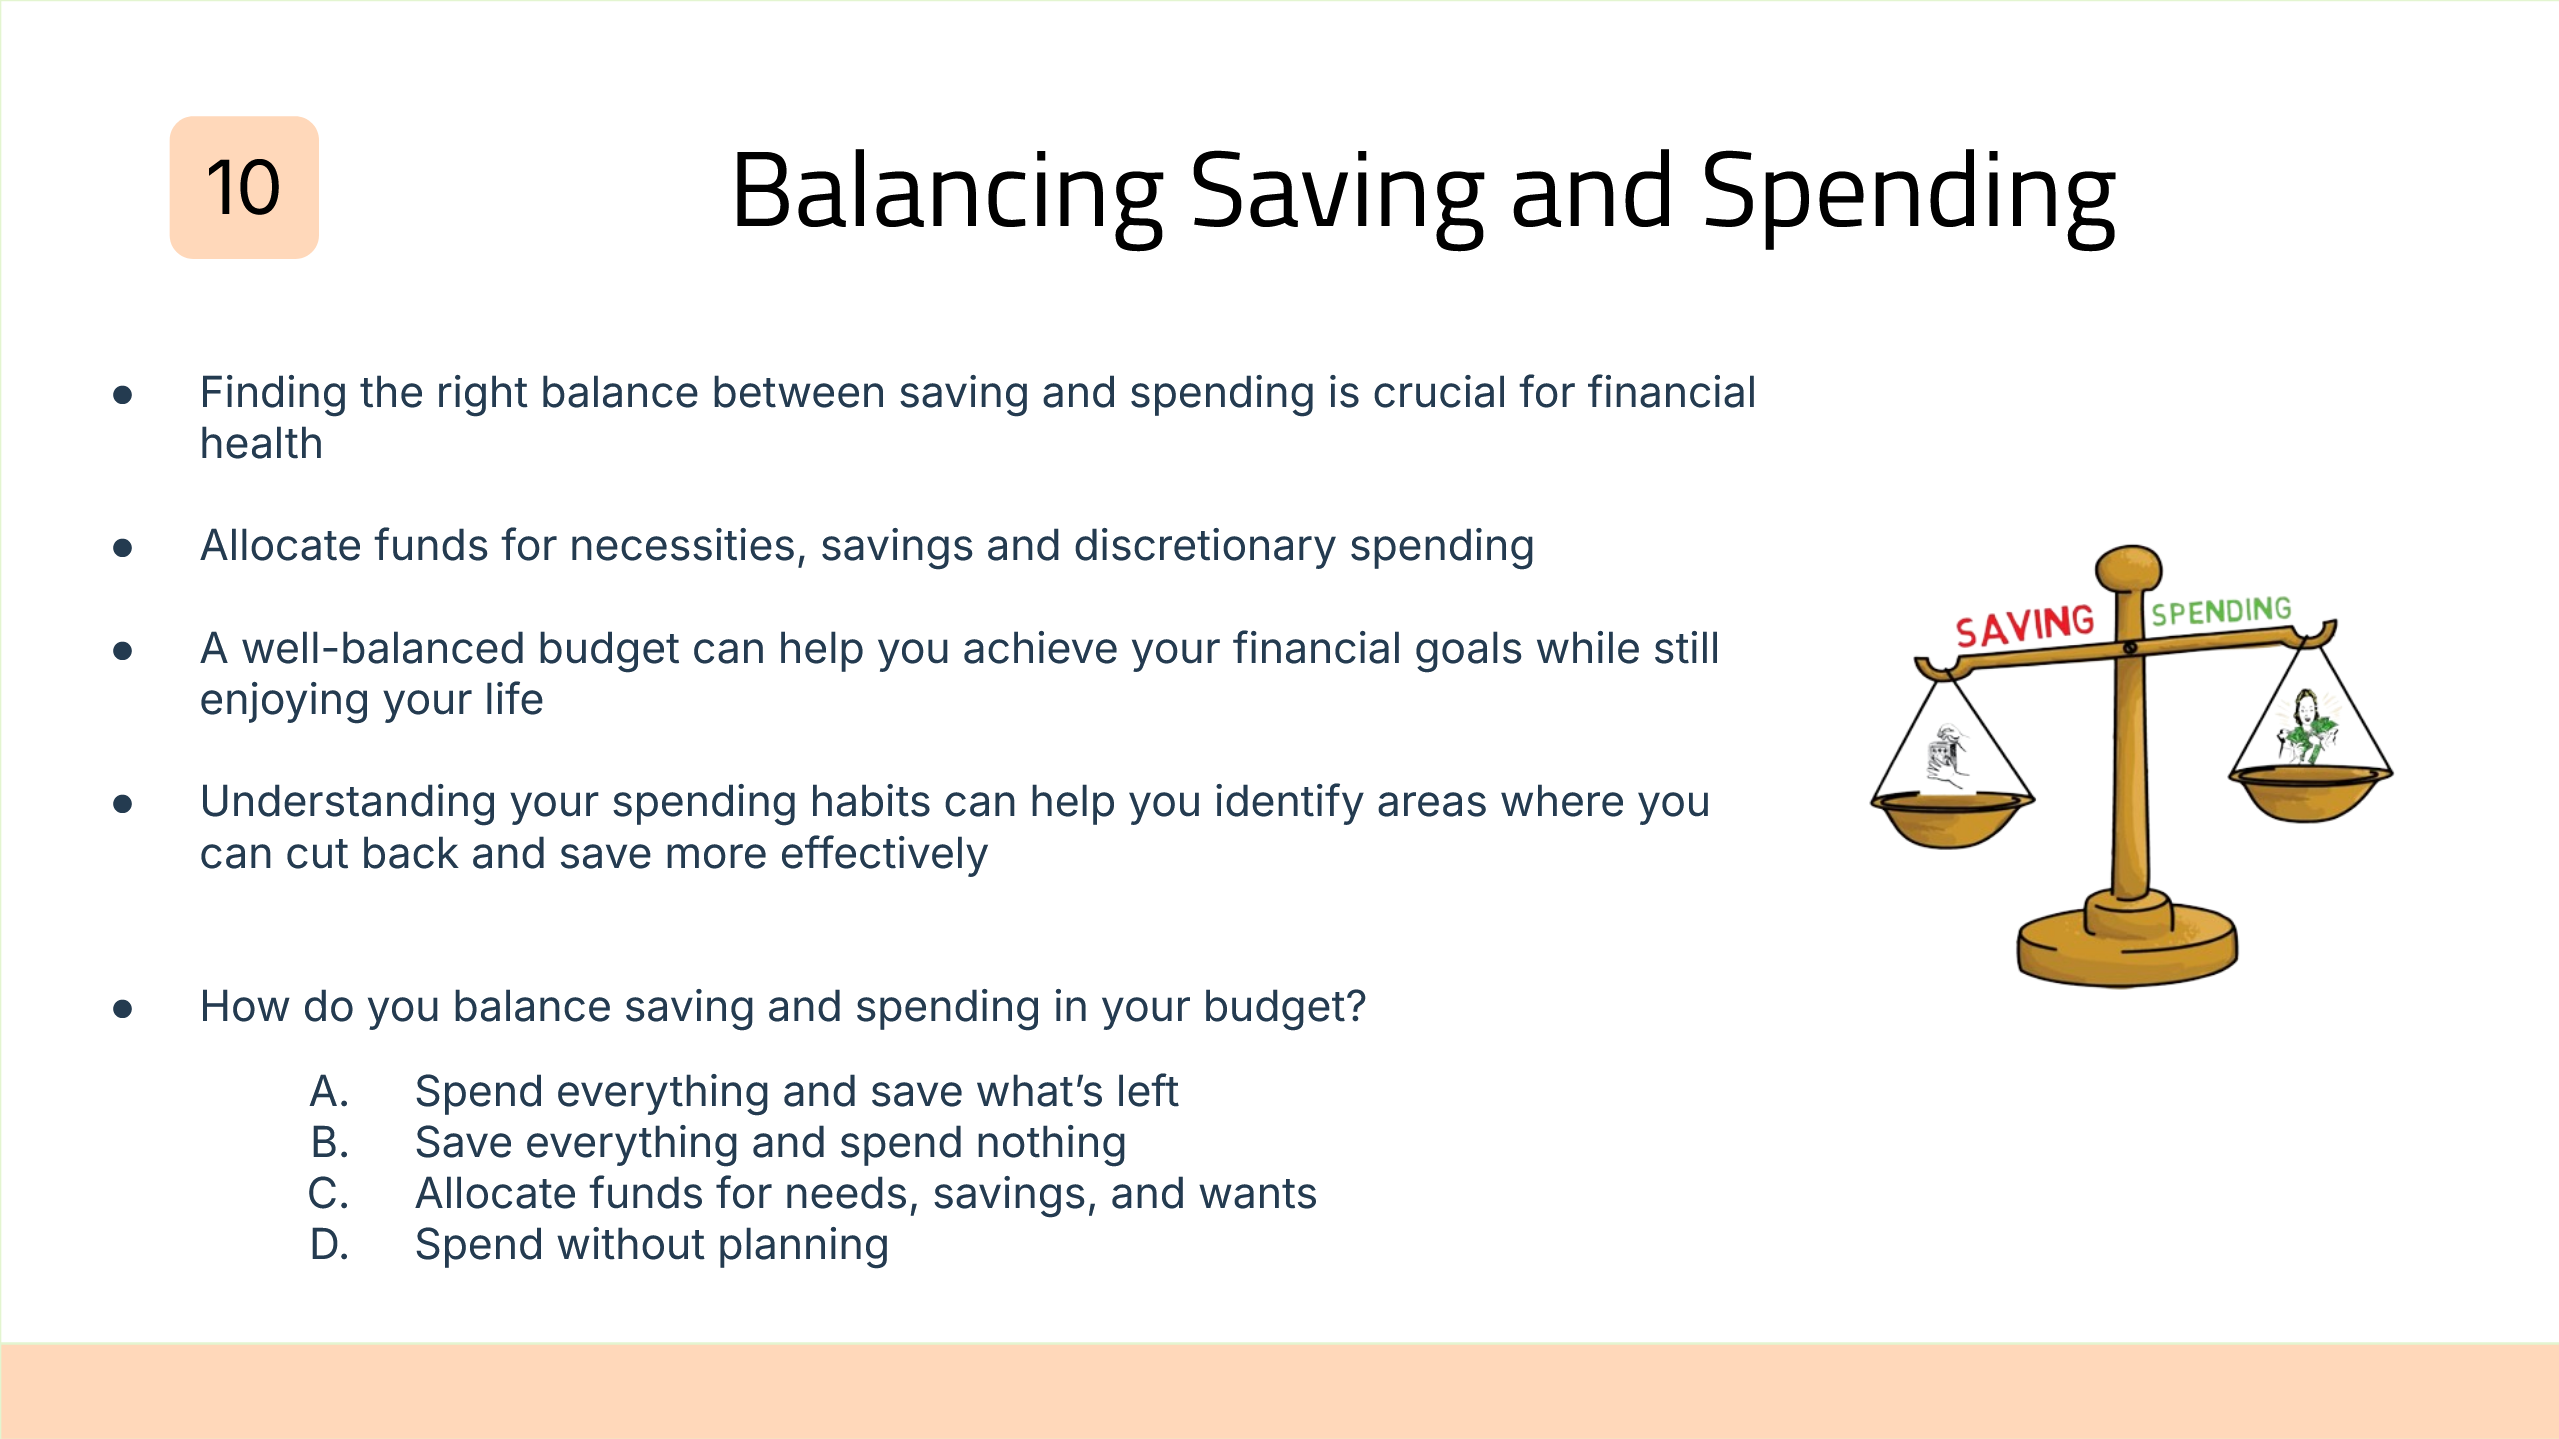 10
Balancing Saving and Spending
● Finding the right balance between saving and spending is crucial for financial
health
● Allocate funds for necessities, savings and discretionary spending
● A well-balanced budget can help you achieve your financial goals while still
enjoying your life
● Understanding your spending habits can help you identify areas where you
can cut back and save more effectively
● How do you balance saving and spending in your budget?
A. Spend everything and save what’s left
B. Save everything and spend nothing
C. Allocate funds for needs, savings, and wants
D. Spend without planning
SAVING
SPENDING